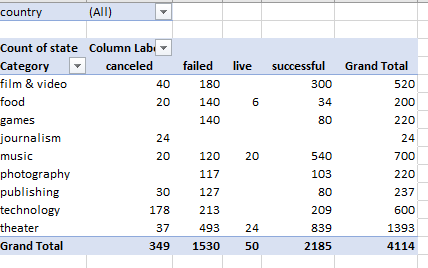 country (All)
Count of state Column Labe
Category canceled failed live successful Grand Total
film & video 40 180 300 520
food 20 140 6 34 200
games 140 80 220
journalism 24 24
music 20 120 20 540 700
photography 117 103 220
publishing 30 127 80 237
technology 178 213 209 600
theater 37 493 24 839 1393
Grand Total 349 1530 50 2185 4114